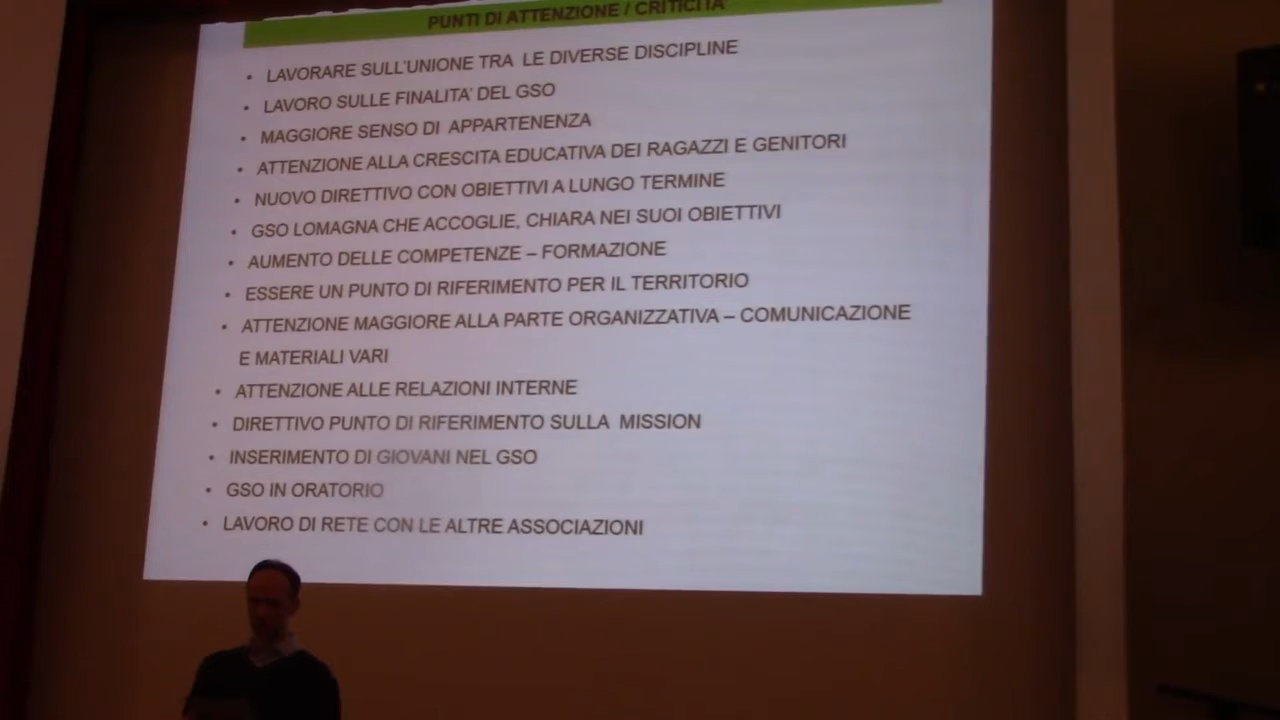 PUNTI DI ATTENZIONE / CRITICITA'
• LAVORARE SULL'UNIONE TRA LE DIVERSE DISCIPLINE
• LAVORO SULLE FINALITA' DEL GSO
• MAGGIORE SENSO DI APPARTENENZA
• ATTENZIONE ALLA CRESCITA EDUCATIVA DEI RAGAZZI E GENITORI
• NUOVO DIRETTIVO CON OBIETTIVI A LUNGO TERMINE
• GSO LOMAGNA CHE ACCOGLIE, CHIARA NEI SUOI OBIETTIVI
• AUMENTO DELLE COMPETENZE – FORMAZIONE
• ESSERE UN PUNTO DI RIFERIMENTO PER IL TERRITORIO
• ATTENZIONE MAGGIORE ALLA PARTE ORGANIZZATIVA – COMUNICAZIONE
E MATERIALI VARI
• ATTENZIONE ALLE RELAZIONI INTERNE
• DIRETTIVO PUNTO DI RIFERIMENTO SULLA MISSION
• INSERIMENTO DI GIOVANI NEL GSO
• GSO IN ORATORIO
• LAVORO DI RETE CON LE ALTRE ASSOCIAZIONI